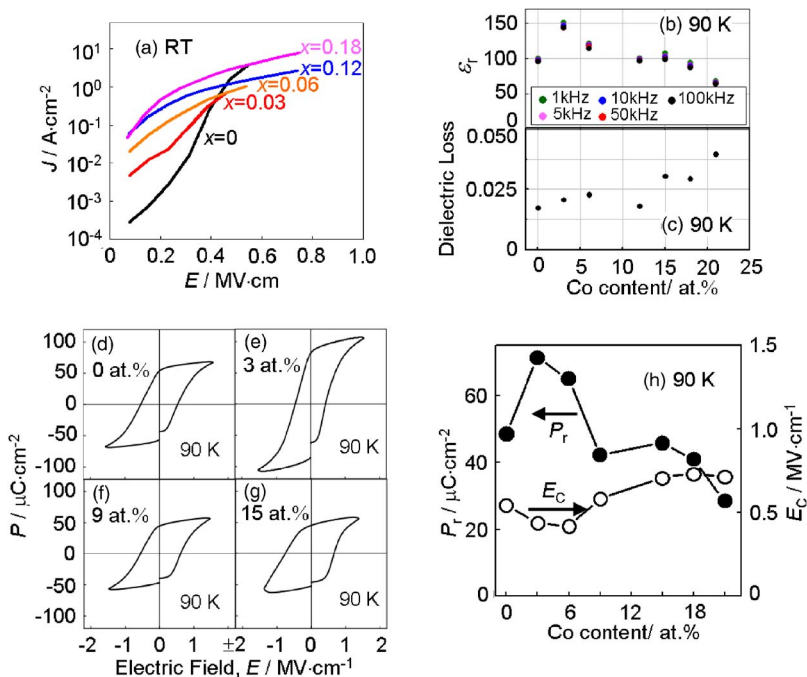 (a) RT
x=0.18
x=0.12
x=0.06
x=0.03
x=0
J / A·cm⁻²
10¹
10⁰
10⁻¹
10⁻²
10⁻³
10⁻⁴
0 0.2 0.4 0.6 0.8 1.0
E / MV·cm
(b) 90 K
εr
150
100
50
0
1kHz 10kHz 100kHz
5kHz 50kHz
Dielectric Loss
0.050
0.025
0
(c) 90 K
0 5 10 15 20 25
Co content/ at.%
P / μC·cm⁻²
100
50
0
-50
-100
(d)
0 at.%
90 K
(e)
3 at.%
90 K
100
50
0
-50
-100
(f)
9 at.%
90 K
(g)
15 at.%
90 K
-2 -1 0 1 ±2 -1 0 1 2
Electric Field, E / MV·cm⁻¹
(h) 90 K
Pr / μC·cm⁻²
60
40
20
0
Pr
EC
EC / MV·cm⁻¹
1.5
1.0
0.5
0
0 6 12 18
Co content/ at.%